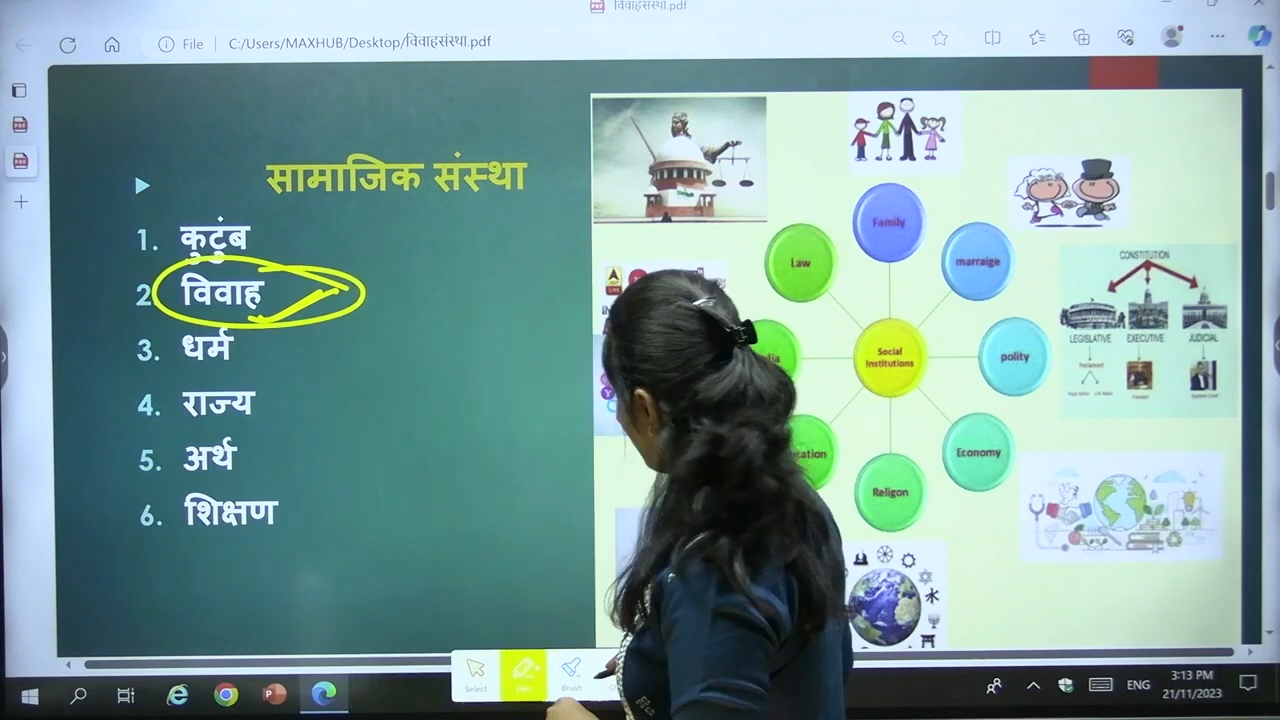 विवाहसंस्था.pdf
File
C:/Users/MAXHUB/Desktop/विवाहसंस्था.pdf
सामाजिक संस्था
1. कुटुंब
2 विवाह
3. धर्म
4. राज्य
5. अर्थ
6. शिक्षण
Family
Law
marraige
Social
Institutions
polity
Economy
Religon
CONSTITUTION
LEGISLATIVE EXECUTIVE JUDICIAL
Parliament
Select
Pen
Brush
ENG
3:13 PM
21/11/2023